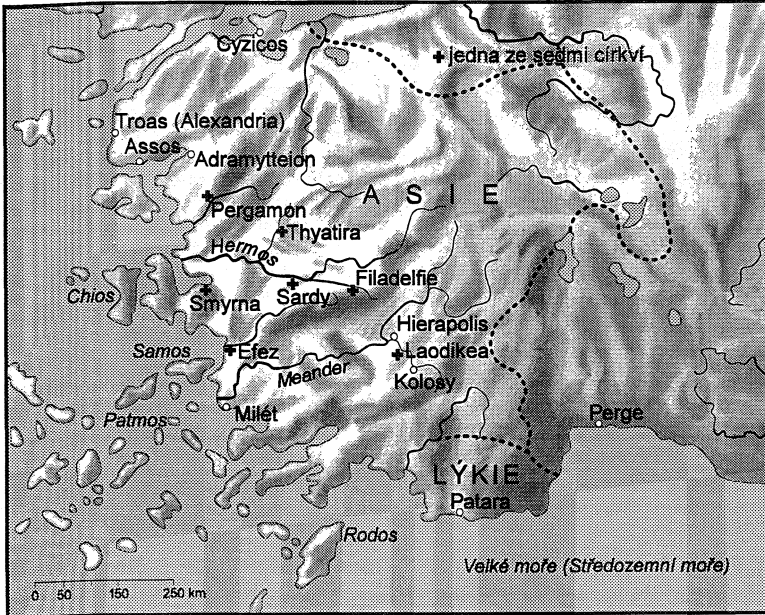 Cyzicos
jedna ze sedmi církví
Troas (Alexandria)
Assos
Adramytteion
A S I E
Pergamon
Thyatira
Hermos
Filadelfie
Chios
Smyrna
Sardy
Hierapolis
Samos
Efez
Laodikea
Meander
Kolosy
Patmos
Milét
Perge
LÝKIE
Patara
Rodos
Velké moře (Středozemní moře)
0 50 150 250 km